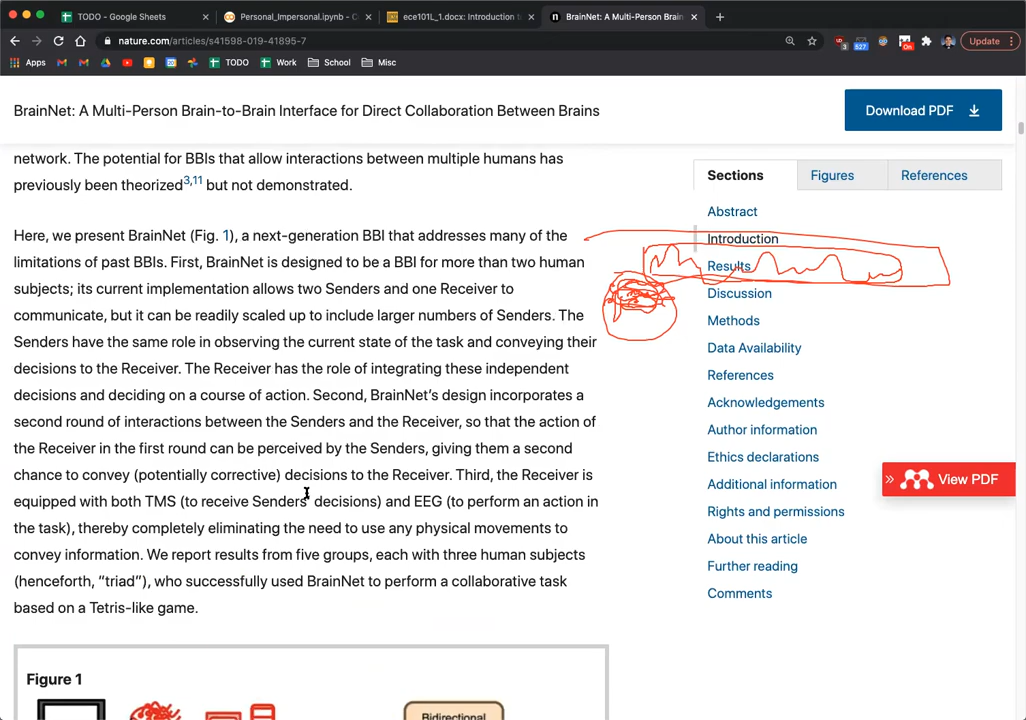 TODO - Google Sheets
Personal_Impersonal.ipynb - C
ece101L_1.docx: Introduction t
BrainNet: A Multi-Person Brain
nature.com/articles/s41598-019-41895-7
3
527
On
Update
Apps
20
TODO
Work
School
Misc
BrainNet: A Multi-Person Brain-to-Brain Interface for Direct Collaboration Between Brains
Download PDF
network. The potential for BBIs that allow interactions between multiple humans has
previously been theorized3,11 but not demonstrated.
Here, we present BrainNet (Fig. 1), a next-generation BBI that addresses many of the
limitations of past BBIs. First, BrainNet is designed to be a BBI for more than two human
subjects; its current implementation allows two Senders and one Receiver to
communicate, but it can be readily scaled up to include larger numbers of Senders. The
Senders have the same role in observing the current state of the task and conveying their
decisions to the Receiver. The Receiver has the role of integrating these independent
decisions and deciding on a course of action. Second, BrainNet's design incorporates a
second round of interactions between the Senders and the Receiver, so that the action of
the Receiver in the first round can be perceived by the Senders, giving them a second
chance to convey (potentially corrective) decisions to the Receiver. Third, the Receiver is
equipped with both TMS (to receive Senders' decisions) and EEG (to perform an action in
the task), thereby completely eliminating the need to use any physical movements to
convey information. We report results from five groups, each with three human subjects
(henceforth, "triad"), who successfully used BrainNet to perform a collaborative task
based on a Tetris-like game.
Figure 1
Bidirectional
Sections
Figures
References
Abstract
Introduction
Results
Discussion
Methods
Data Availability
References
Acknowledgements
Author information
Ethics declarations
Additional information
Rights and permissions
About this article
Further reading
Comments
» View PDF